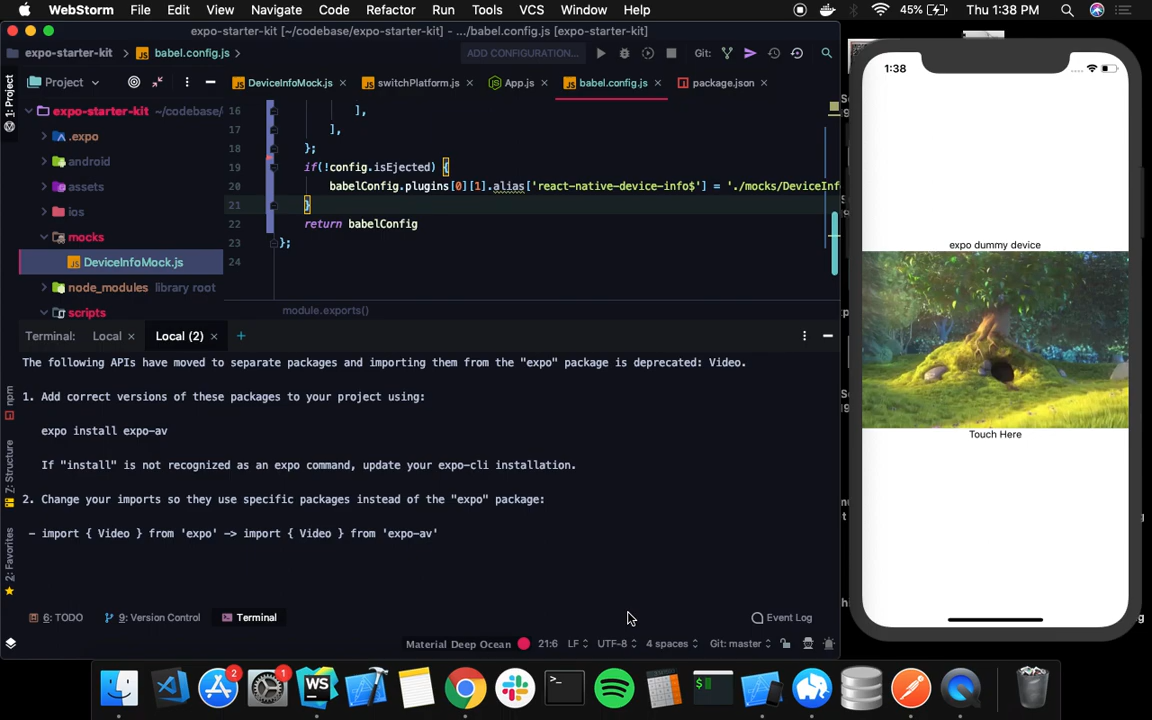 WebStorm File Edit View Navigate Code Refactor Run Tools VCS Window Help 45% Thu 1:38 PM
expo-starter-kit [~/codebase/expo-starter-kit] - .../babel.config.js [expo-starter-kit]
expo-starter-kit babel.config.js ADD CONFIGURATION... Git:
1: Project
Project DeviceInfoMock.js switchPlatform.js App.js babel.config.js package.json
expo-starter-kit ~/codebase/
.expo
android
assets
ios
mocks
DeviceInfoMock.js
node_modules library root
scripts
16 ],
17 ],
18 };
19 if(!config.isEjected) {
20 babelConfig.plugins[0][1].alias['react-native-device-info$'] = './mocks/DeviceInf
21 }
22 return babelConfig
23 };
24
module.exports()
Terminal: Local Local (2)
The following APIs have moved to separate packages and importing them from the "expo" package is deprecated: Video.
1. Add correct versions of these packages to your project using:
expo install expo-av
If "install" is not recognized as an expo command, update your expo-cli installation.
2. Change your imports so they use specific packages instead of the "expo" package:
- import { Video } from 'expo' -> import { Video } from 'expo-av'
npm
7: Structure
2: Favorites
6: TODO 9: Version Control Terminal Event Log
Material Deep Ocean 21:6 LF UTF-8 4 spaces Git: master
1:38
expo dummy device
Touch Here
2
1
WS
>_
$